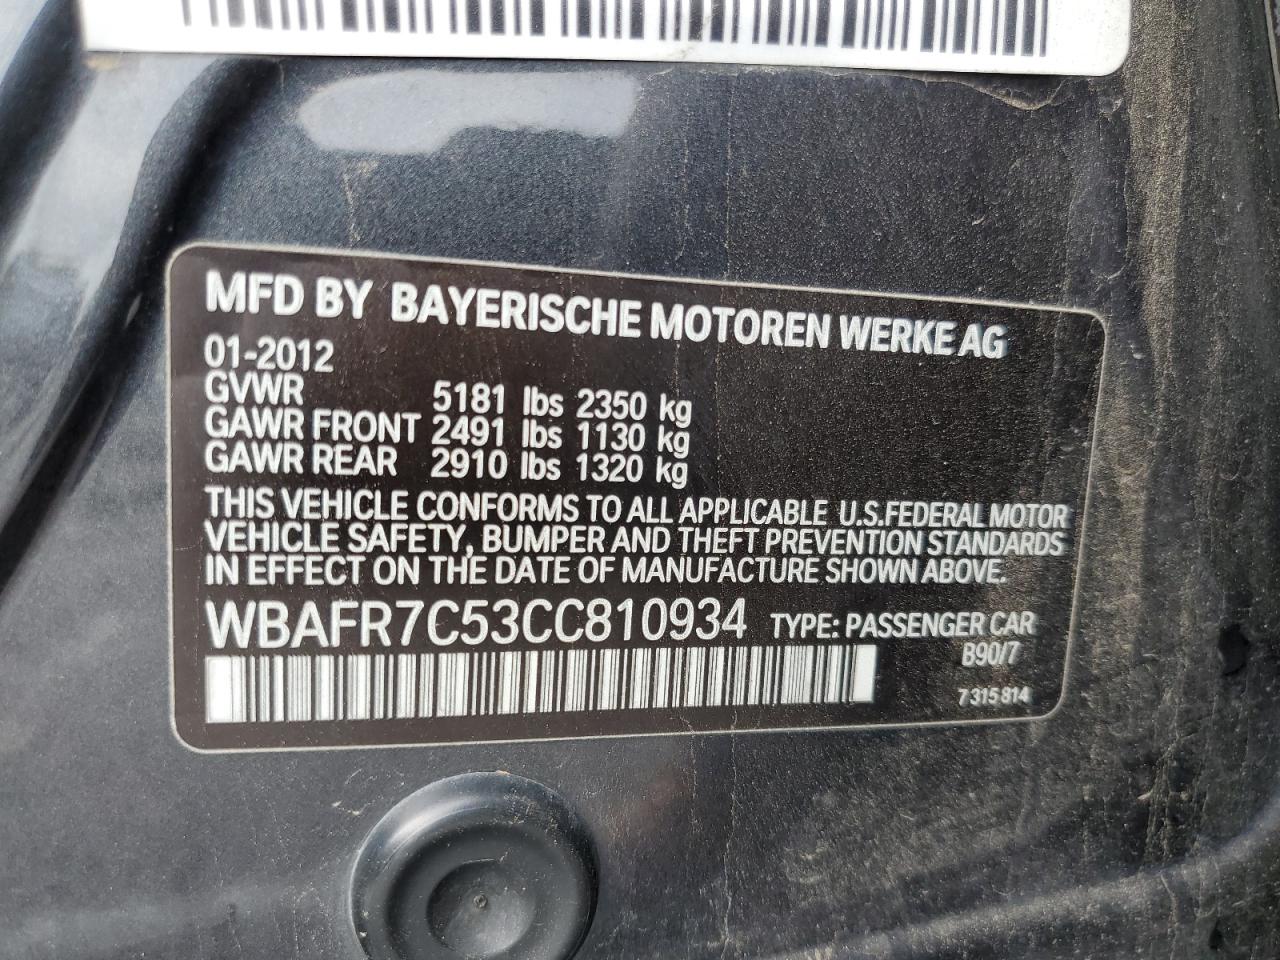 MFD BY BAYERISCHE MOTOREN WERKE AG
01-2012
GVWR 5181 lbs 2350 kg
GAWR FRONT 2491 lbs 1130 kg
GAWR REAR 2910 lbs 1320 kg
THIS VEHICLE CONFORMS TO ALL APPLICABLE U.S.FEDERAL MOTOR
VEHICLE SAFETY, BUMPER AND THEFT PREVENTION STANDARDS
IN EFFECT ON THE DATE OF MANUFACTURE SHOWN ABOVE.
WBAFR7C53CC810934 TYPE: PASSENGER CAR
B90/7
7 315 814